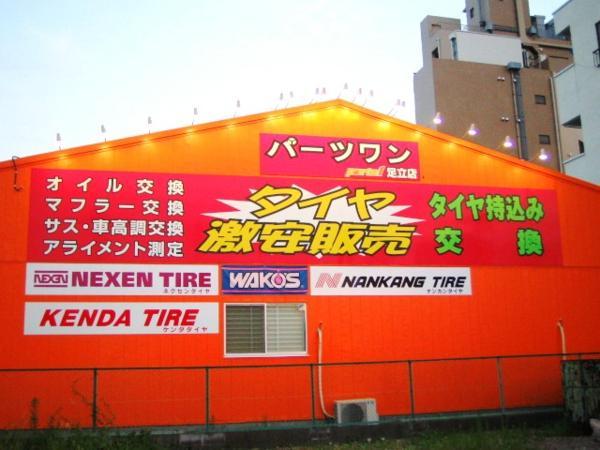 パーツワン
parts1 足立店
オイル交換
マフラー交換
サス・車高調交換
アライメント測定
タイヤ
激安販売
タイヤ持込み
交換
NEXEN NEXEN TIRE
ネクセンタイヤ
WAKO'S
NANKANG TIRE
ナンカンタイヤ
KENDA TIRE
ケンダタイヤ